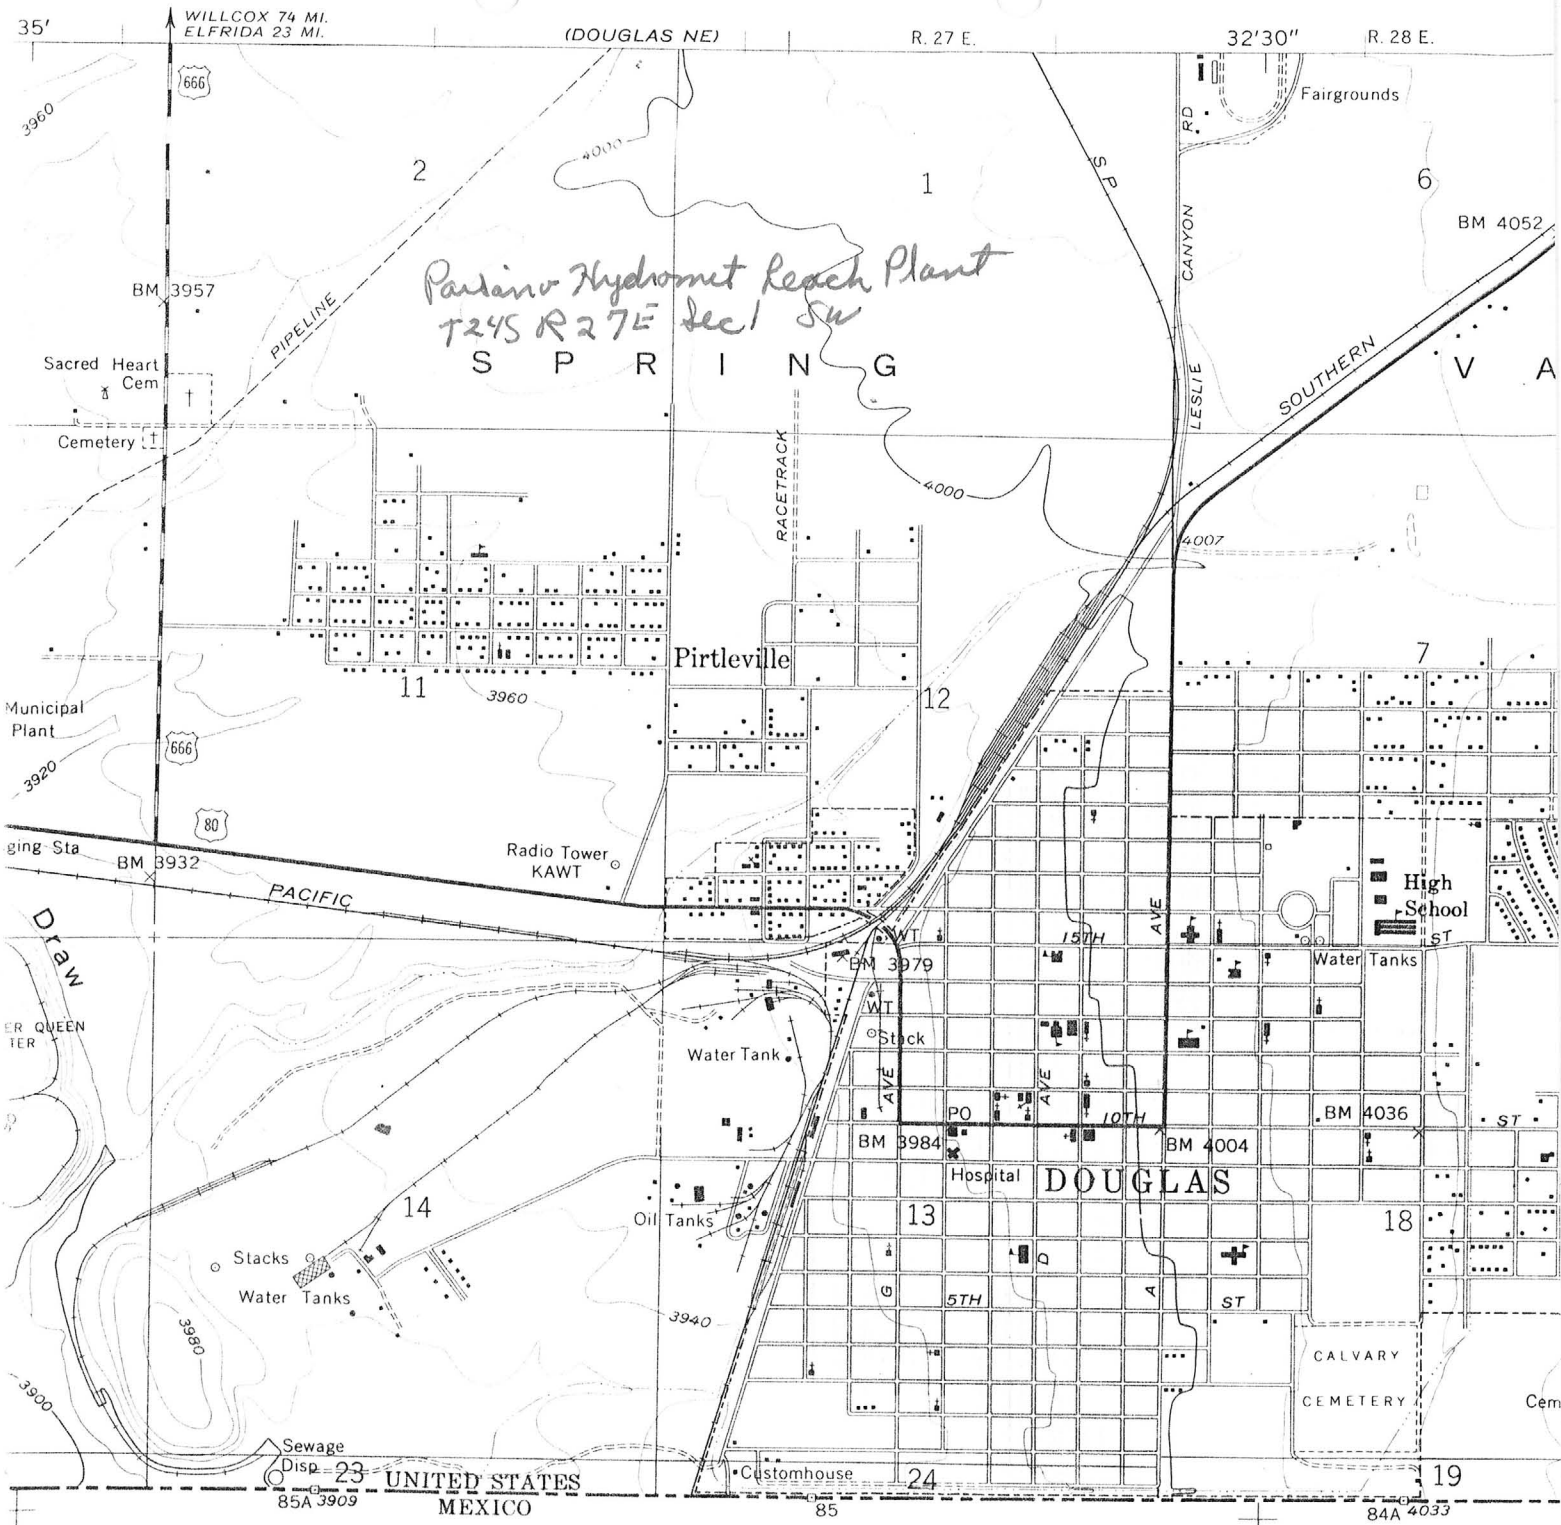 WILLCOX 74 MI.
ELFRIDA 23 MI.
35'
(DOUGLAS NE)
R. 27 E.
32'30"
R. 28 E.
666
3960
Fairgrounds
RD
4000
2
1
S P
6
BM 4052
CANYON
Hydromet Leach Plant
T24S R27E Sec 1 SW
BM 3957
PIPELINE
S P R I N G
V A
Sacred Heart
Cem
LESLIE
SOUTHERN
Cemetery
RACETRACK
4000
4007
Pirtleville
7
11
3960
12
Municipal
Plant
666
3920
80
ging Sta
BM 3932
Radio Tower
KAWT
PACIFIC
High
School
AVE
ST
Draw
WT
15TH
Water Tanks
BM 3979
ER QUEEN
TER
WT
Stack
Water Tank
AVE
AVE
PO
10TH
BM 4036
ST
BM 3984
BM 4004
Hospital
DOUGLAS
14
Oil Tanks
13
18
Stacks
Water Tanks
G
D
A
5TH
ST
3940
3980
CALVARY
CEMETERY
3900
Cem
Sewage
Disp
23
UNITED STATES
Customhouse
24
19
85A 3909
MEXICO
85
84A 4033